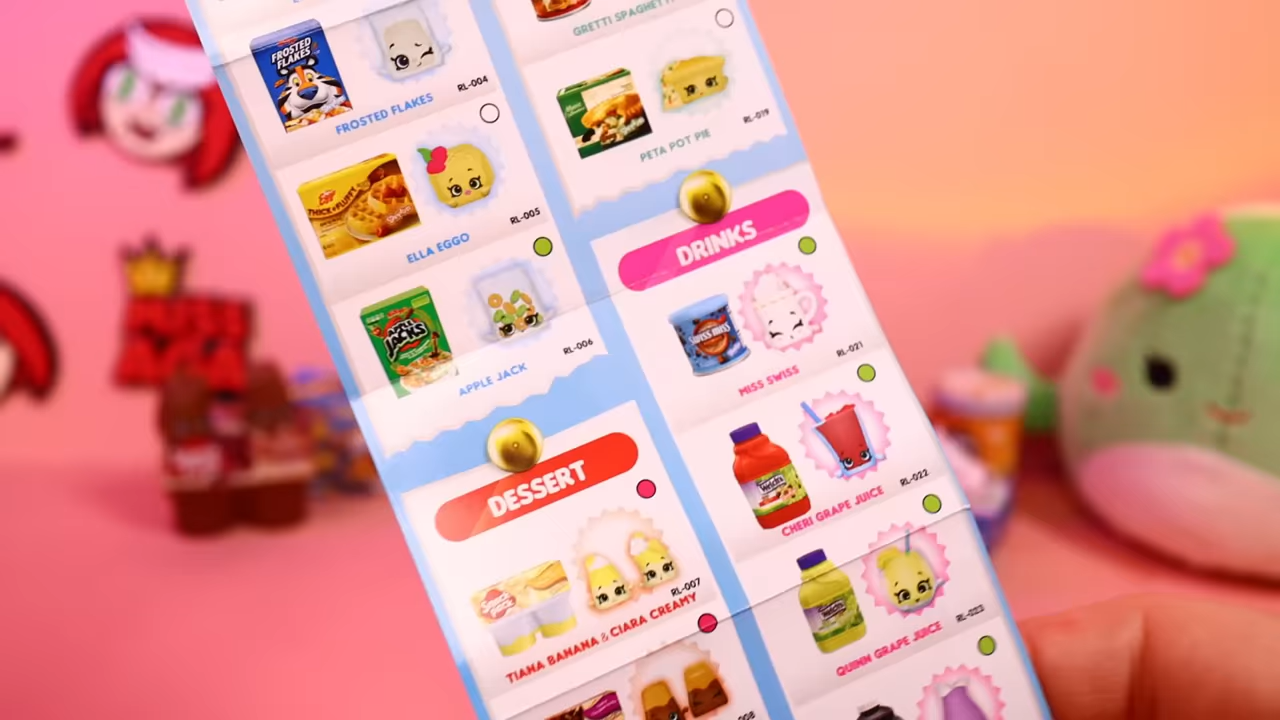 FROSTED FLAKES
RL-004
FROSTED FLAKES
Eggo
THICK & FLUFFY
RL-005
ELLA EGGO
APPLE JACKS
RL-006
APPLE JACK
DESSERT
Snack Pack
RL-007
TIANA BANANA & CIARA CREAMY
GRETTI SPAGHETTI
RL-019
PETA POT PIE
DRINKS
SWISS MISS
RL-021
MISS SWISS
Welch's
RL-022
CHERI GRAPE JUICE
QUINN GRAPE JUICE